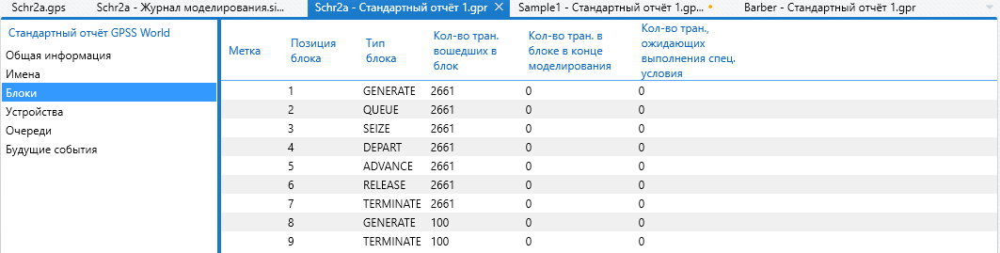 Schr2a.gps Schr2a - Журнал моделирования.si... Schr2a - Стандартный отчёт 1.gpr Sample1 - Стандартный отчёт 1.gp... Barber - Стандартный отчёт 1.gpr
Стандартный отчёт GPSS World
Общая информация
Имена
Блоки
Устройства
Очереди
Будущие события
Метка
Позиция
блока
Тип
блока
Кол-во тран.
вошедших в
блок
Кол-во тран. в
блоке в конце
моделирования
Кол-во тран.,
ожидающих
выполнения спец.
условия
1 GENERATE 2661 0 0
2 QUEUE 2661 0 0
3 SEIZE 2661 0 0
4 DEPART 2661 0 0
5 ADVANCE 2661 0 0
6 RELEASE 2661 0 0
7 TERMINATE 2661 0 0
8 GENERATE 100 0 0
9 TERMINATE 100 0 0